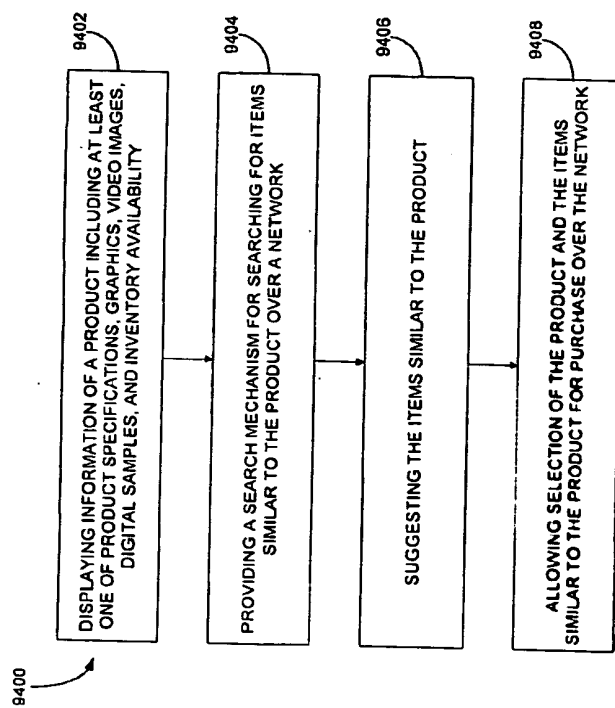 9400
9402
DISPLAYING INFORMATION OF A PRODUCT INCLUDING AT LEAST
ONE OF PRODUCT SPECIFICATIONS, GRAPHICS, VIDEO IMAGES,
DIGITAL SAMPLES, AND INVENTORY AVAILABILITY
9404
PROVIDING A SEARCH MECHANISM FOR SEARCHING FOR ITEMS
SIMILAR TO THE PRODUCT OVER A NETWORK
9406
SUGGESTING THE ITEMS SIMILAR TO THE PRODUCT
9408
ALLOWING SELECTION OF THE PRODUCT AND THE ITEMS
SIMILAR TO THE PRODUCT FOR PURCHASE OVER THE NETWORK